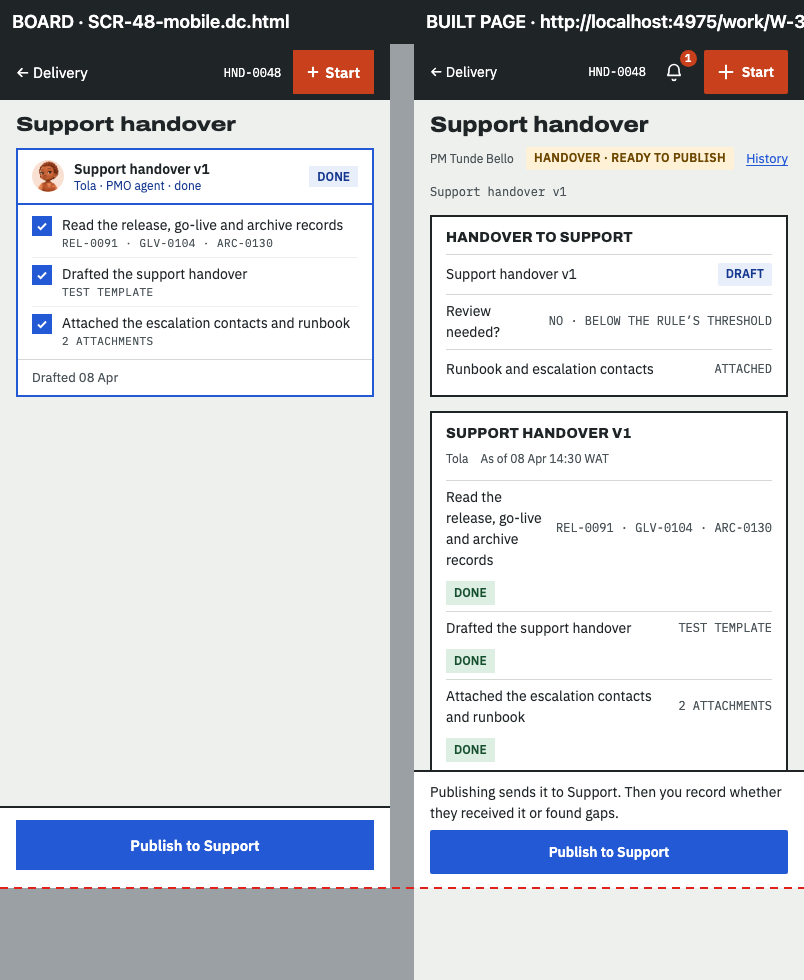 BOARD · SCR-48-mobile.dc.html
← Delivery
HND-0048
+ Start
Support handover
Support handover v1
Tola · PMO agent · done
DONE
Read the release, go-live and archive records
REL-0091 · GLV-0104 · ARC-0130
Drafted the support handover
TEST TEMPLATE
Attached the escalation contacts and runbook
2 ATTACHMENTS
Drafted 08 Apr
Publish to Support
BUILT PAGE · http://localhost:4975/work/W-3
← Delivery
HND-0048
1
+ Start
Support handover
PM Tunde Bello
HANDOVER · READY TO PUBLISH
History
Support handover v1
HANDOVER TO SUPPORT
Support handover v1
DRAFT
Review
needed?
NO · BELOW THE RULE’S THRESHOLD
Runbook and escalation contacts
ATTACHED
SUPPORT HANDOVER V1
Tola As of 08 Apr 14:30 WAT
Read the
release, go-live
and archive
records
REL-0091 · GLV-0104 · ARC-0130
DONE
Drafted the support handover
TEST TEMPLATE
DONE
Attached the escalation contacts
and runbook
2 ATTACHMENTS
DONE
Publishing sends it to Support. Then you record whether
they received it or found gaps.
Publish to Support